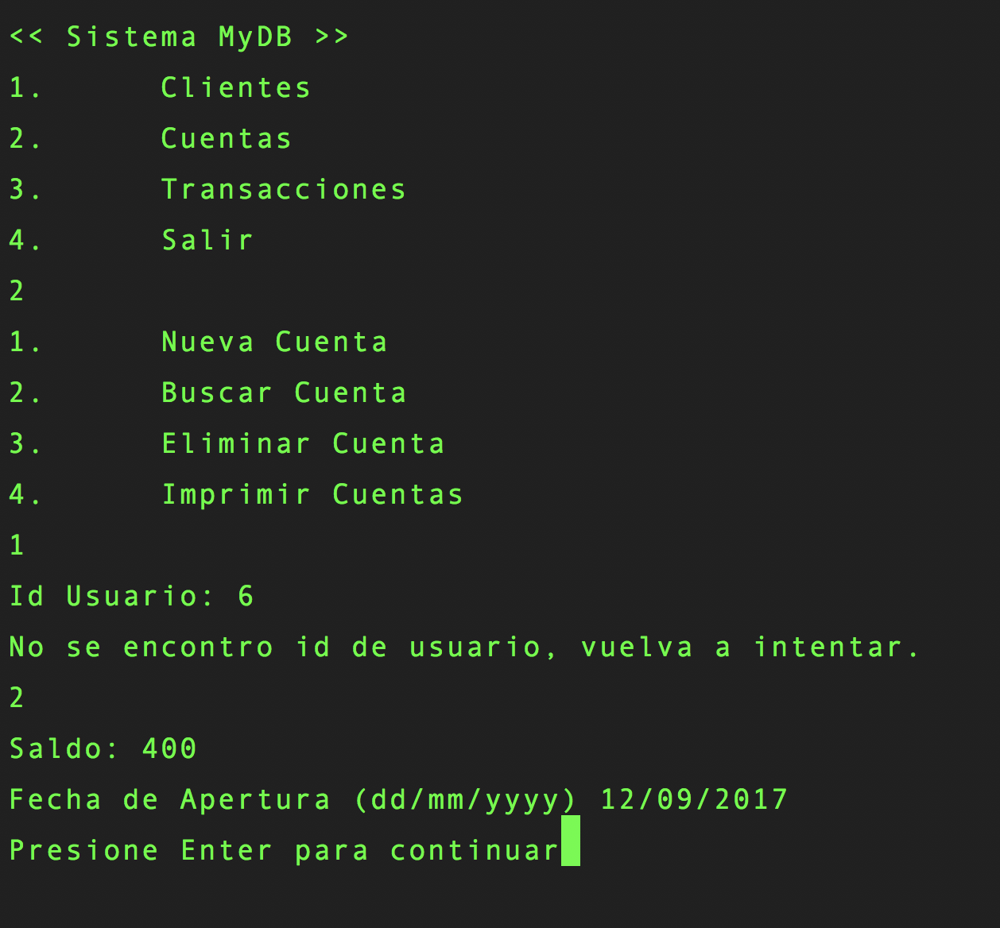 << Sistema MyDB >>
1. Clientes
2. Cuentas
3. Transacciones
4. Salir
2
1. Nueva Cuenta
2. Buscar Cuenta
3. Eliminar Cuenta
4. Imprimir Cuentas
1
Id Usuario: 6
No se encontro id de usuario, vuelva a intentar.
2
Saldo: 400
Fecha de Apertura (dd/mm/yyyy) 12/09/2017
Presione Enter para continuar